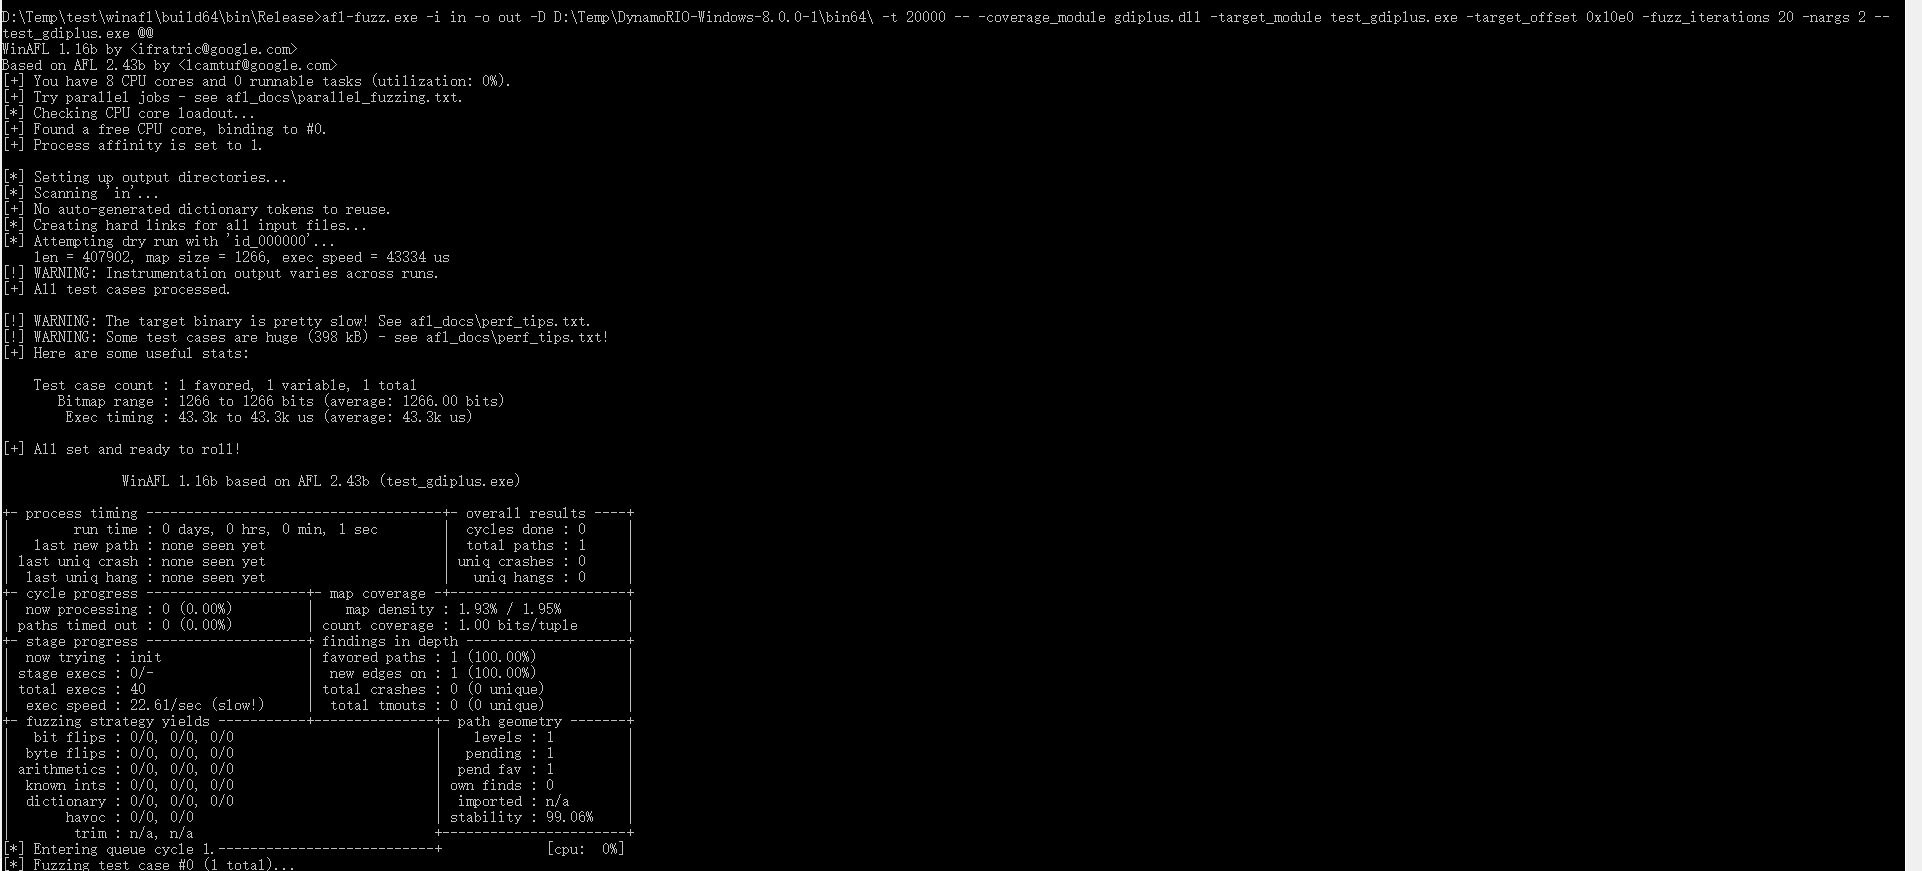 D:\Temp\test\winafl\build64\bin\Release>afl-fuzz.exe -i in -o out -D D:\Temp\DynamoRIO-Windows-8.0.0-1\bin64\ -t 20000 -- -coverage_module gdiplus.dll -target_module test_gdiplus.exe -target_offset 0x10e0 -fuzz_iterations 20 -nargs 2 --
test_gdiplus.exe @@
WinAFL 1.16b by <ifratric@google.com>
Based on AFL 2.43b by <lcamtuf@google.com>
[+] You have 8 CPU cores and 0 runnable tasks (utilization: 0%).
[+] Try parallel jobs - see afl_docs\parallel_fuzzing.txt.
[*] Checking CPU core loadout...
[+] Found a free CPU core, binding to #0.
[+] Process affinity is set to 1.

[*] Setting up output directories...
[*] Scanning 'in'...
[+] No auto-generated dictionary tokens to reuse.
[*] Creating hard links for all input files...
[*] Attempting dry run with 'id_000000'...
    len = 407902, map size = 1266, exec speed = 43334 us
[!] WARNING: Instrumentation output varies across runs.
[+] All test cases processed.

[!] WARNING: The target binary is pretty slow! See afl_docs\perf_tips.txt.
[!] WARNING: Some test cases are huge (398 kB) - see afl_docs\perf_tips.txt!
[+] Here are some useful stats:

    Test case count : 1 favored, 1 variable, 1 total
       Bitmap range : 1266 to 1266 bits (average: 1266.00 bits)
        Exec timing : 43.3k to 43.3k us (average: 43.3k us)

[+] All set and ready to roll!

               WinAFL 1.16b based on AFL 2.43b (test_gdiplus.exe)

+- process timing -------------------------------------+- overall results ----+
|        run time : 0 days, 0 hrs, 0 min, 1 sec        |  cycles done : 0     |
|   last new path : none seen yet                      |  total paths : 1     |
| last uniq crash : none seen yet                      | uniq crashes : 0     |
|  last uniq hang : none seen yet                      |   uniq hangs : 0     |
+- cycle progress --------------------+- map coverage -+----------------------+
|  now processing : 0 (0.00%)         |    map density : 1.93% / 1.95%        |
| paths timed out : 0 (0.00%)         | count coverage : 1.00 bits/tuple      |
+- stage progress --------------------+ findings in depth --------------------+
|  now trying : init                  | favored paths : 1 (100.00%)           |
| stage execs : 0/-                   |  new edges on : 1 (100.00%)           |
| total execs : 40                    | total crashes : 0 (0 unique)          |
|  exec speed : 22.61/sec (slow!)     |  total tmouts : 0 (0 unique)          |
+- fuzzing strategy yields -----------+---------------+- path geometry -------+
|   bit flips : 0/0, 0/0, 0/0                         |    levels : 1         |
|  byte flips : 0/0, 0/0, 0/0                         |   pending : 1         |
| arithmetics : 0/0, 0/0, 0/0                         |  pend fav : 1         |
|  known ints : 0/0, 0/0, 0/0                         | own finds : 0         |
|  dictionary : 0/0, 0/0, 0/0                         |  imported : n/a       |
|       havoc : 0/0, 0/0                              | stability : 99.06%    |
|        trim : n/a, n/a                              +-----------------------+
[*] Entering queue cycle 1.---------------------------+             [cpu:  0%]
[*] Fuzzing test case #0 (1 total)...